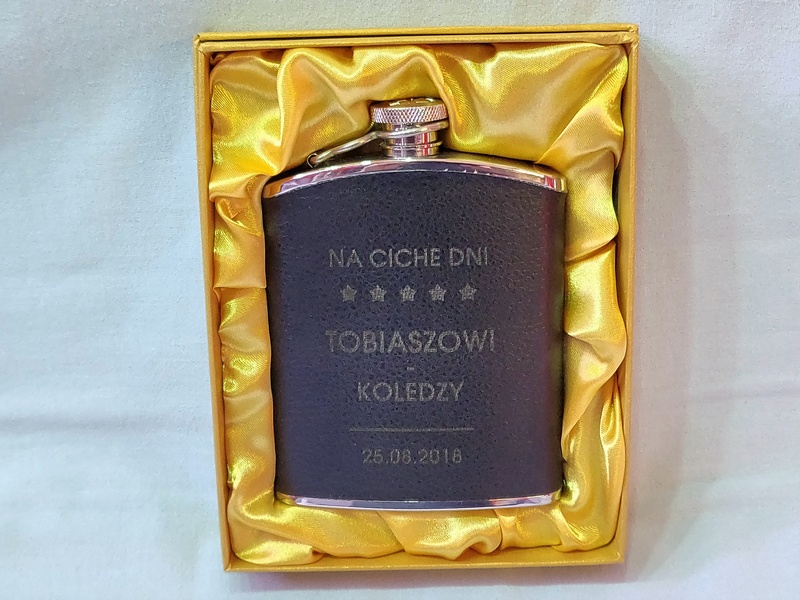 NA CICHE DNI
TOBIASZOWI
-
KOLEDZY
25.08.2018